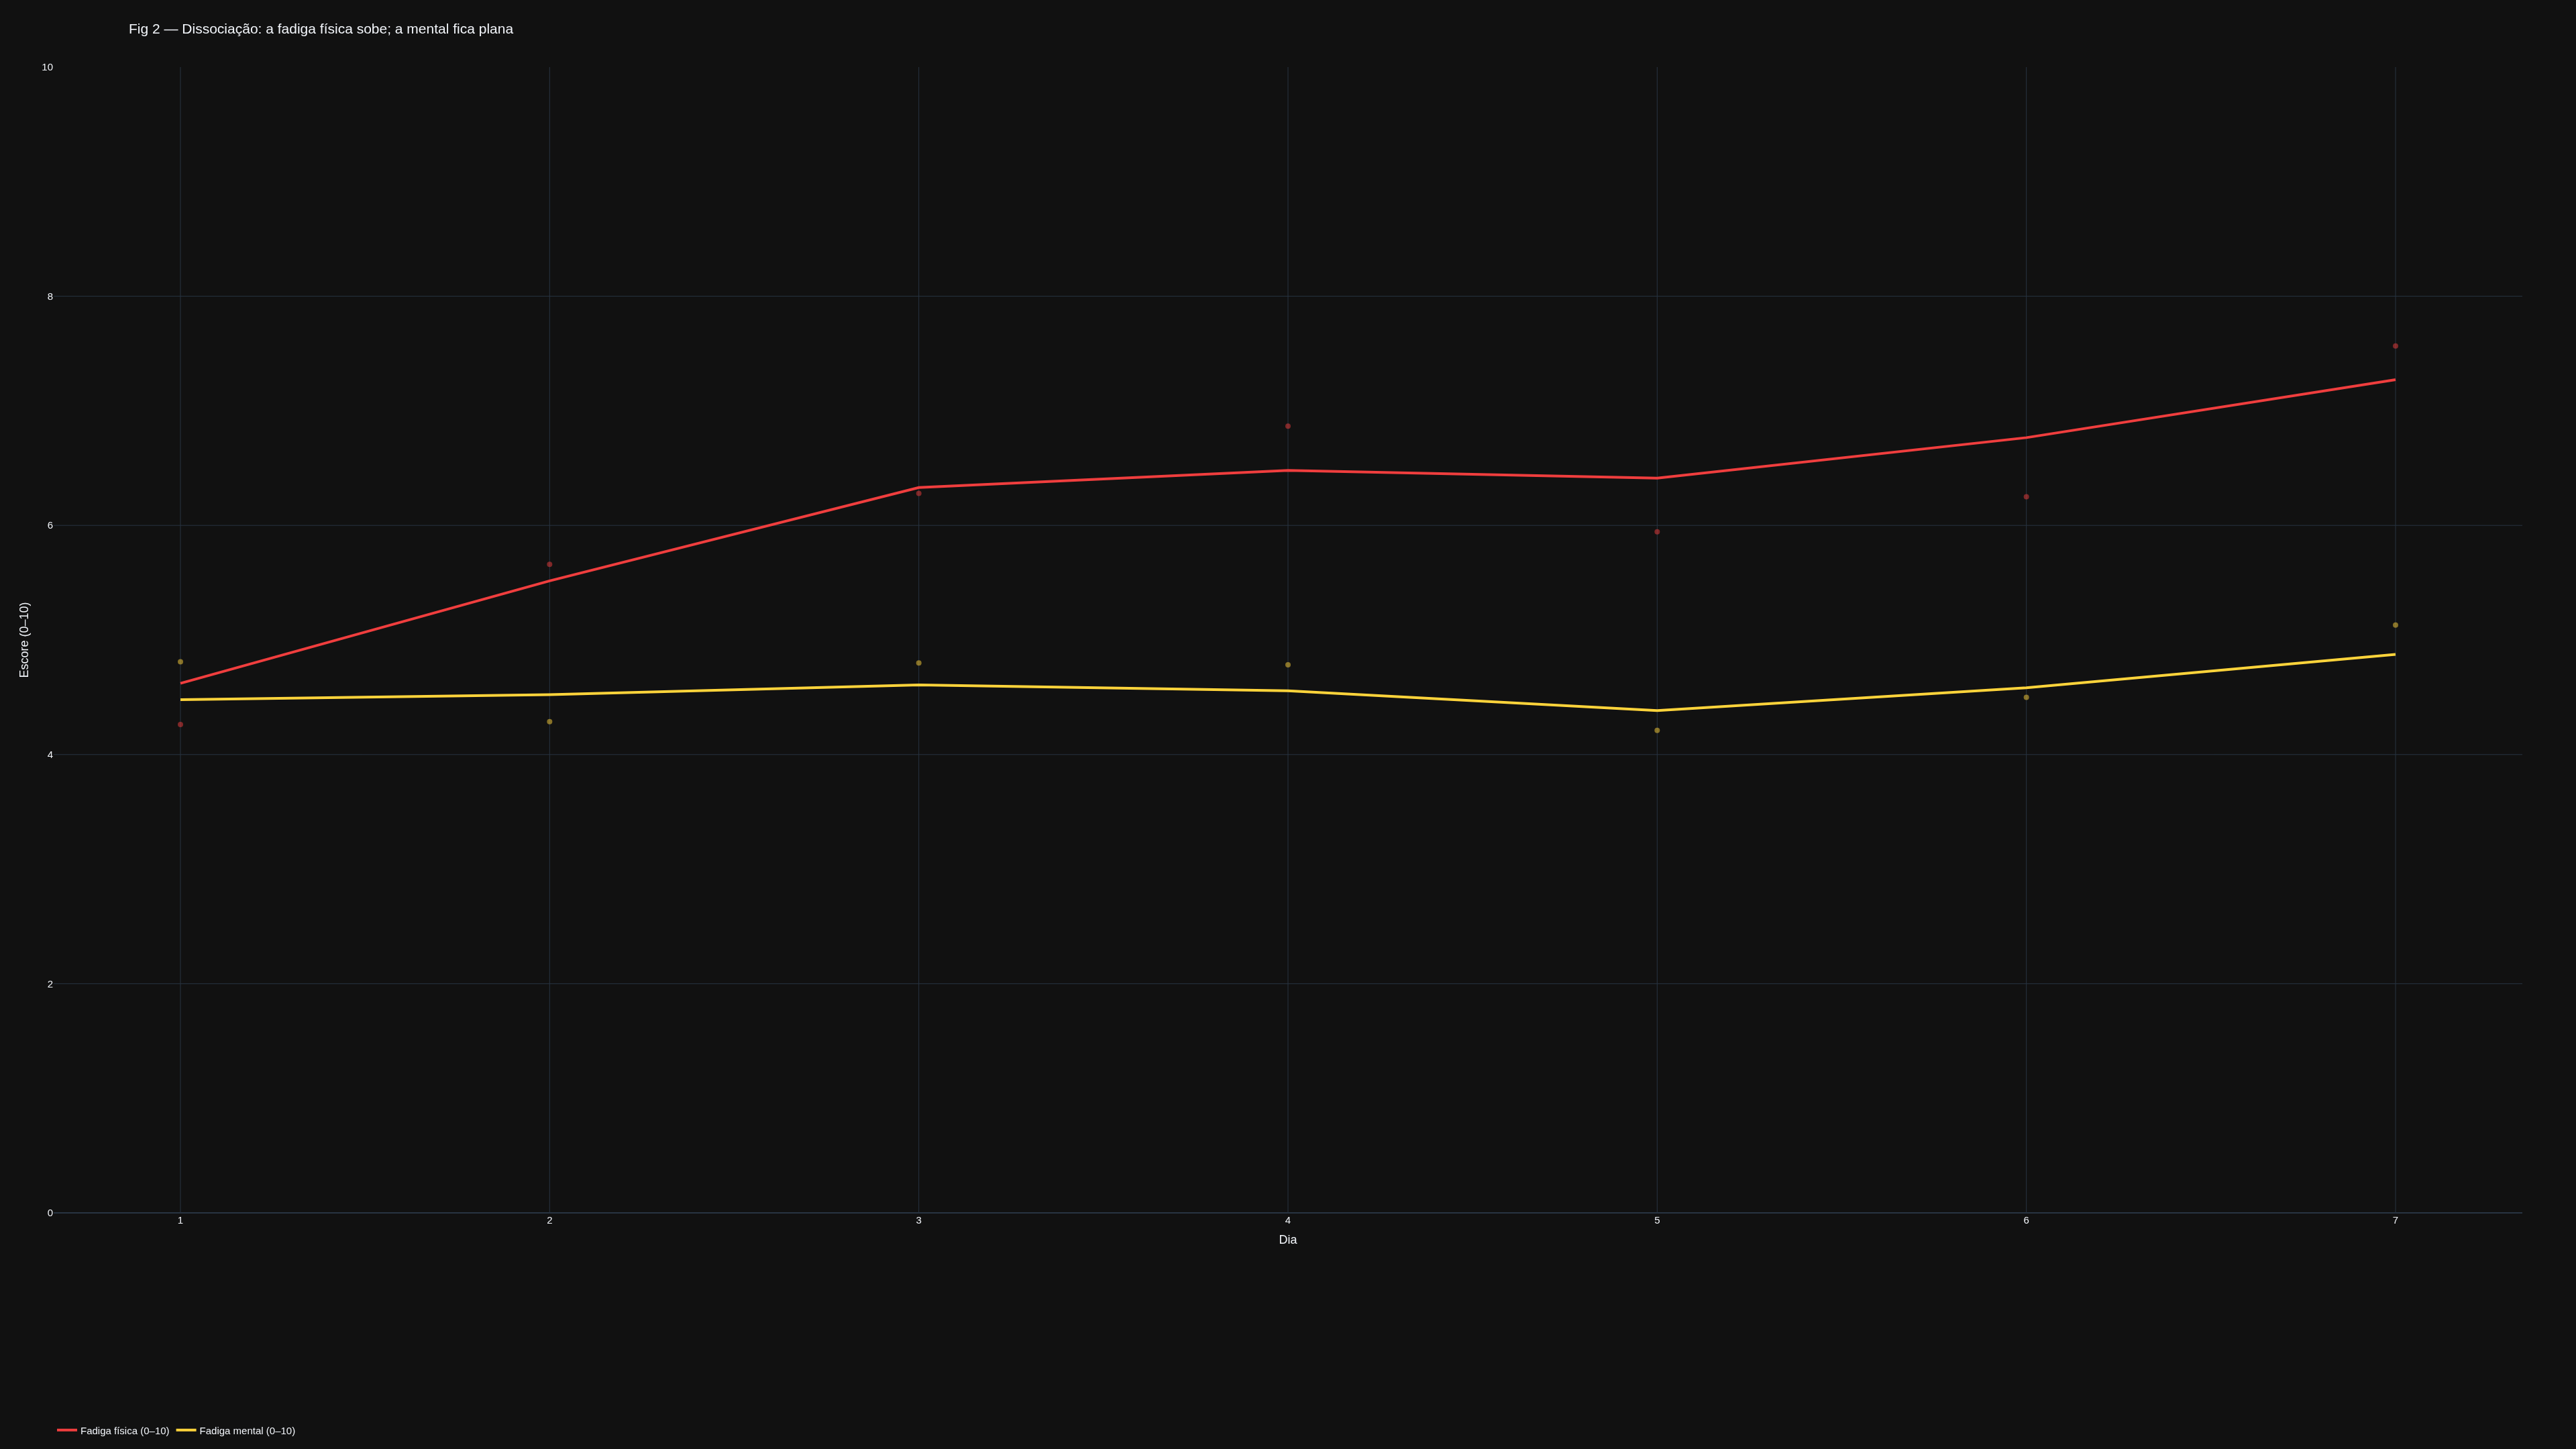 Fig 2 — Dissociação: a fadiga física sobe; a mental fica plana
10
8
6
4
2
0
Escore (0–10)
1 2 3 4 5 6 7
Dia
Fadiga física (0–10) Fadiga mental (0–10)